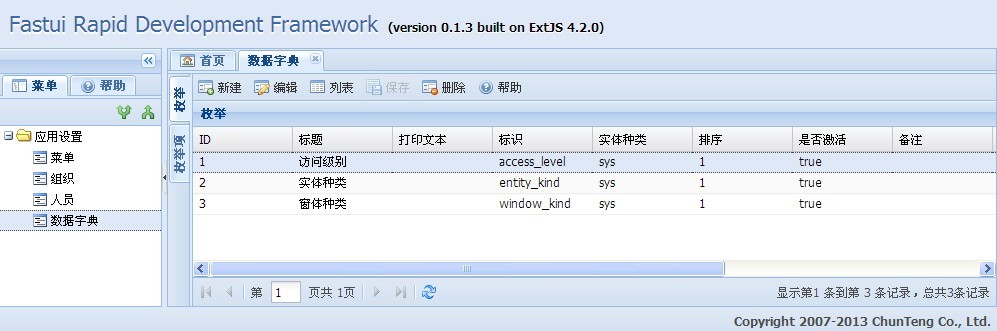 Fastui Rapid Development Framework (version 0.1.3 built on ExtJS 4.2.0)
菜单 帮助
应用设置
菜单
组织
人员
数据字典
首页 数据字典
枚举
枚举项
新建 编辑 列表 保存 删除 帮助
枚举
ID 标题 打印文本 标识 实体种类 排序 是否激活 备注
1 访问级别 access_level sys 1 true
2 实体种类 entity_kind sys 1 true
3 窗体种类 window_kind sys 1 true
第 1 页共 1页 显示第1 条到第 3 条记录，总共3条记录
Copyright 2007-2013 ChunTeng Co., Ltd.